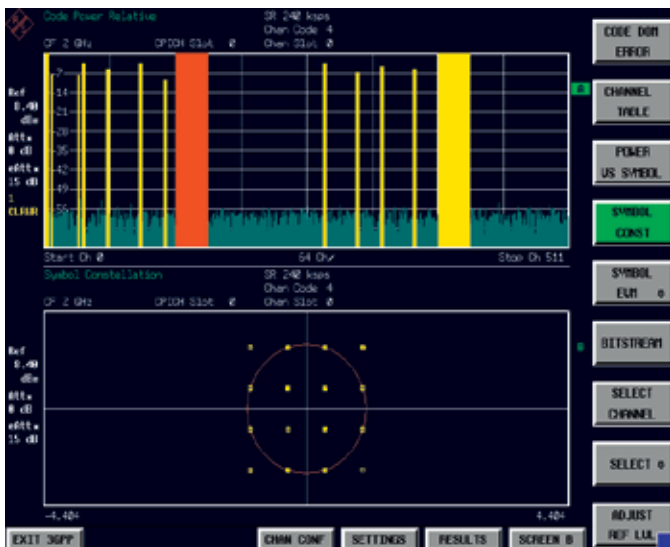 Code Power Relative
SR 240 ksps
Chan Code 4
CF 2 GHz
CPICH Slot 0
Chan Slot 0
Ref
8.40
dBm
Att*
0 dB
eAtt*
15 dB
1
CLRWR
-7
-14
-21
-28
-35
-42
-49
-56
A
Start Ch 0
64 Ch/
Stop Ch 511
Symbol Constellation
SR 240 ksps
Chan Code 4
CF 2 GHz
CPICH Slot 0
Chan Slot 0
Ref
8.40
dBm
Att*
0 dB
eAtt*
15 dB
-4.404
4.404
CODE DOM
ERROR
CHANNEL
TABLE
POWER
VS SYMBOL
SYMBOL
CONST
SYMBOL
EVM
BITSTREAM
SELECT
CHANNEL
SELECT
ADJUST
REF LVL
EXIT 3GPP
CHAN CONF
SETTINGS
RESULTS
SCREEN B